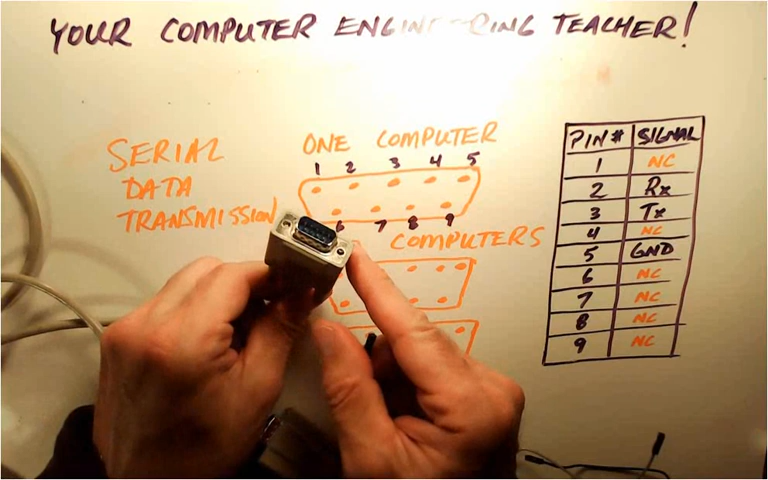 YOUR COMPUTER ENGINEERING TEACHER!
SERIAL
DATA
TRANSMISSION
ONE COMPUTER
1 2 3 4 5
6 7 8 9
COMPUTERS
PIN # SIGNAL
1 NC
2 Rx
3 Tx
4 NC
5 GND
6 NC
7 NC
8 NC
9 NC